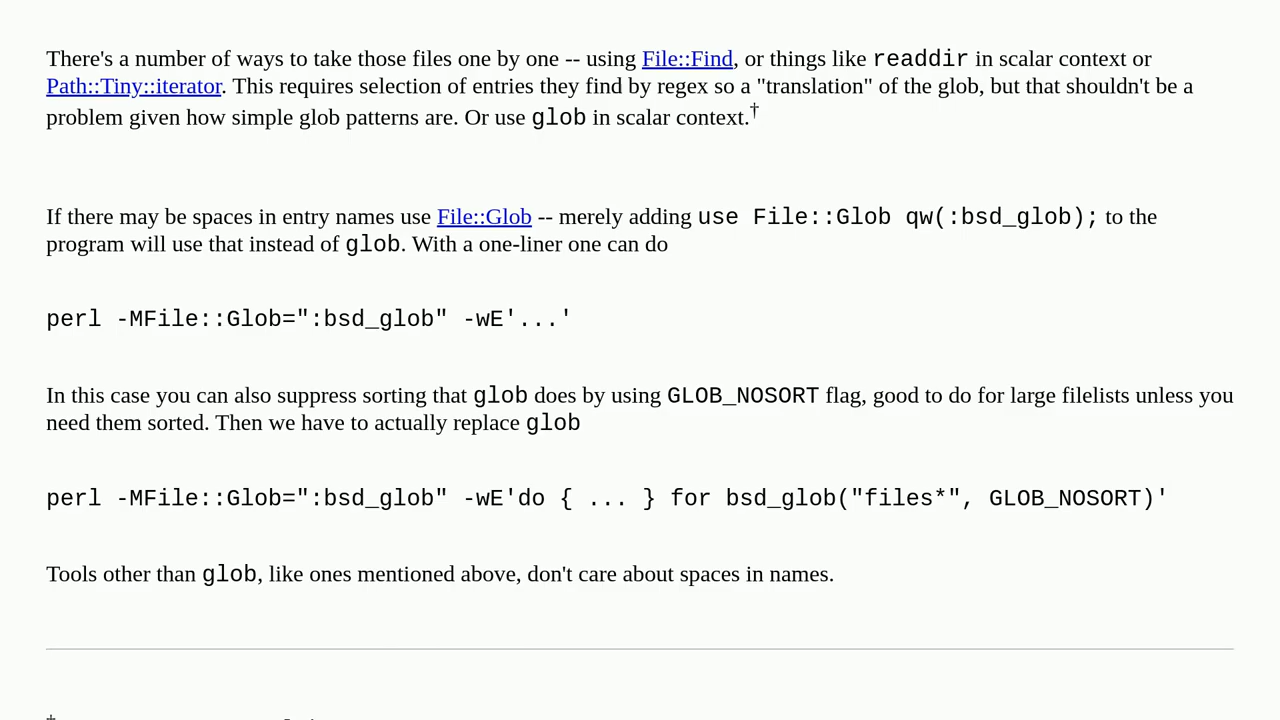 There's a number of ways to take those files one by one -- using File::Find, or things like readdir in scalar context or
Path::Tiny::iterator. This requires selection of entries they find by regex so a "translation" of the glob, but that shouldn't be a
problem given how simple glob patterns are. Or use glob in scalar context.†
If there may be spaces in entry names use File::Glob -- merely adding use File::Glob qw(:bsd_glob); to the
program will use that instead of glob. With a one-liner one can do
perl -MFile::Glob=":bsd_glob" -wE'...'
In this case you can also suppress sorting that glob does by using GLOB_NOSORT flag, good to do for large filelists unless you
need them sorted. Then we have to actually replace glob
perl -MFile::Glob=":bsd_glob" -wE'do { ... } for bsd_glob("files*", GLOB_NOSORT)'
Tools other than glob, like ones mentioned above, don't care about spaces in names.